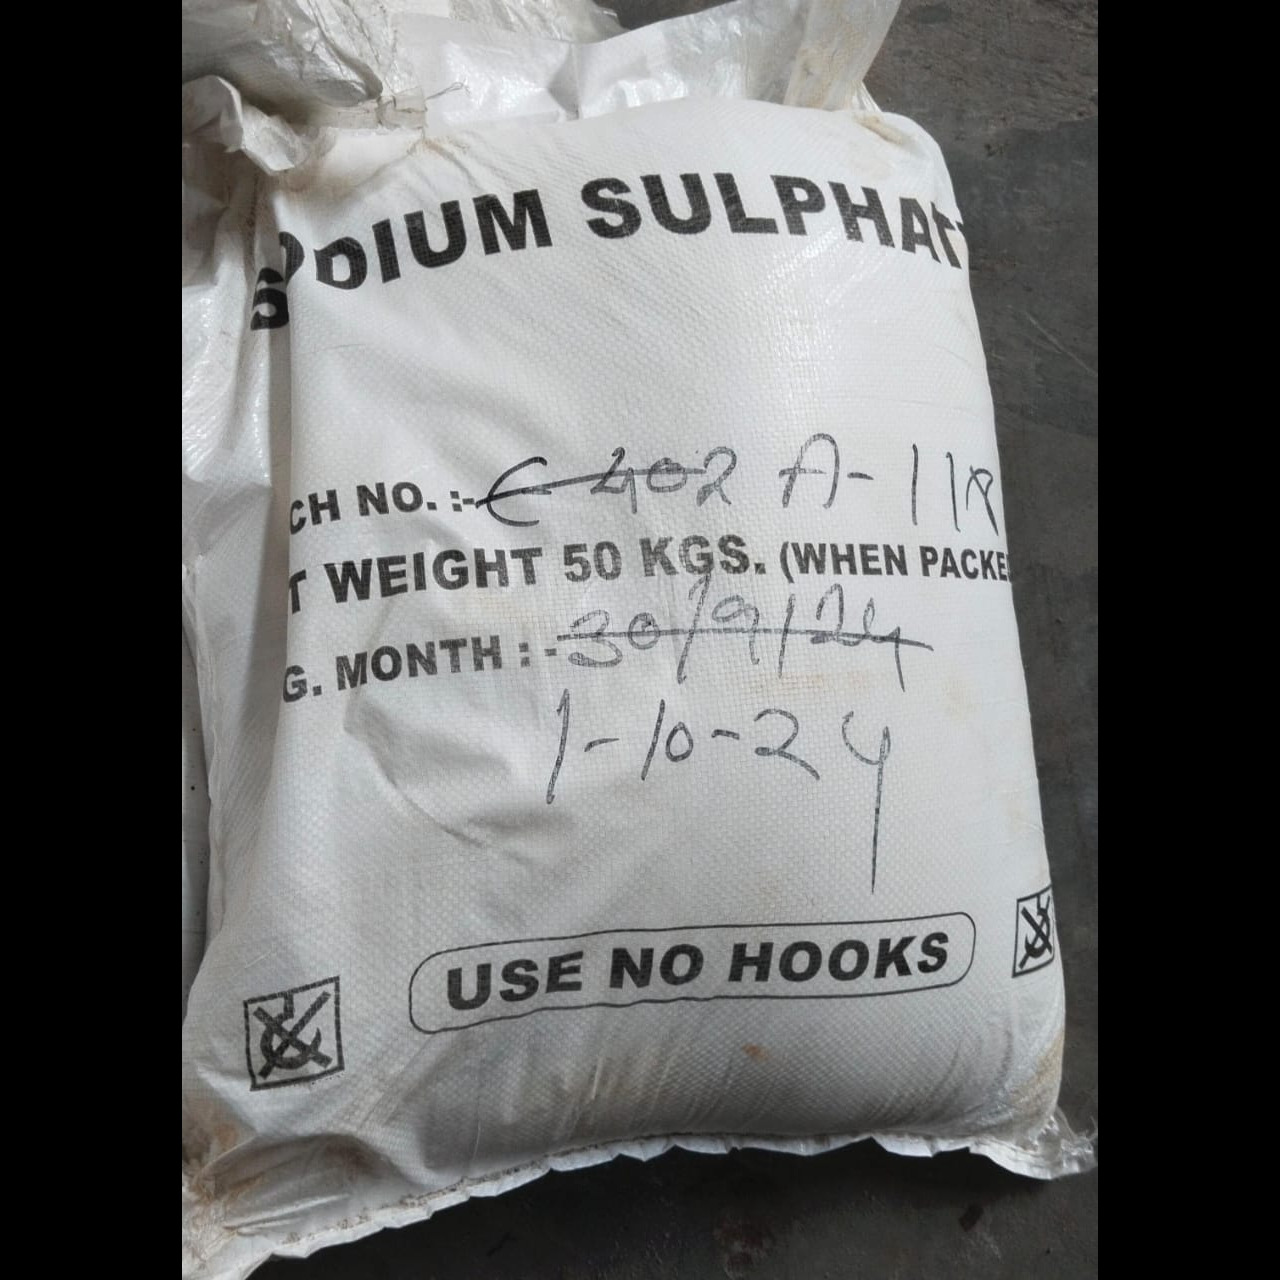 SODIUM SULPHAT
CH NO. :- C 402 A-118
T WEIGHT 50 KGS. (WHEN PACKE
G. MONTH :- 30/9/24
1-10-24
USE NO HOOKS